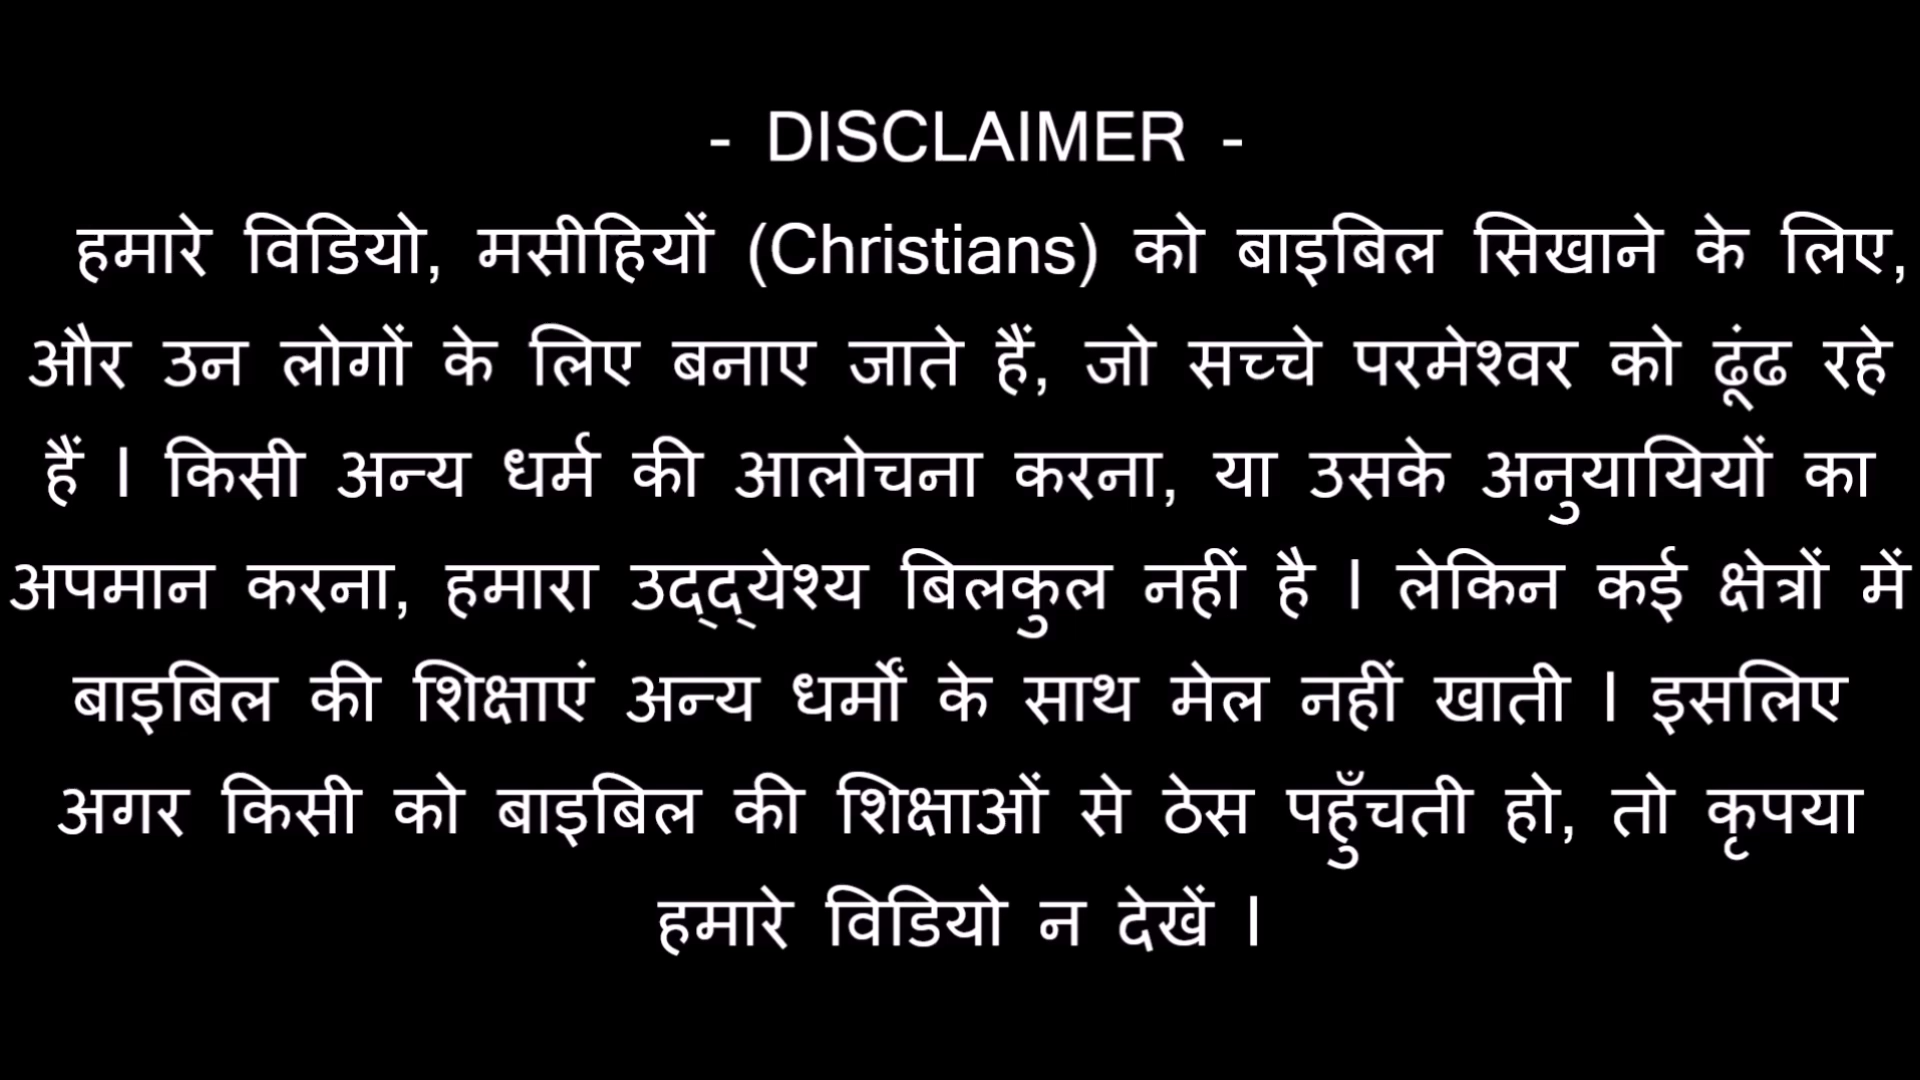 - DISCLAIMER -
हमारे विडियो, मसीहियों (Christians) को बाइबिल सिखाने के लिए,
और उन लोगों के लिए बनाए जाते हैं, जो सच्चे परमेश्वर को ढूंढ रहे
हैं । किसी अन्य धर्म की आलोचना करना, या उसके अनुयायियों का
अपमान करना, हमारा उद्द्येश्य बिलकुल नहीं है । लेकिन कई क्षेत्रों में
बाइबिल की शिक्षाएं अन्य धर्मों के साथ मेल नहीं खाती । इसलिए
अगर किसी को बाइबिल की शिक्षाओं से ठेस पहुँचती हो, तो कृपया
हमारे विडियो न देखें ।